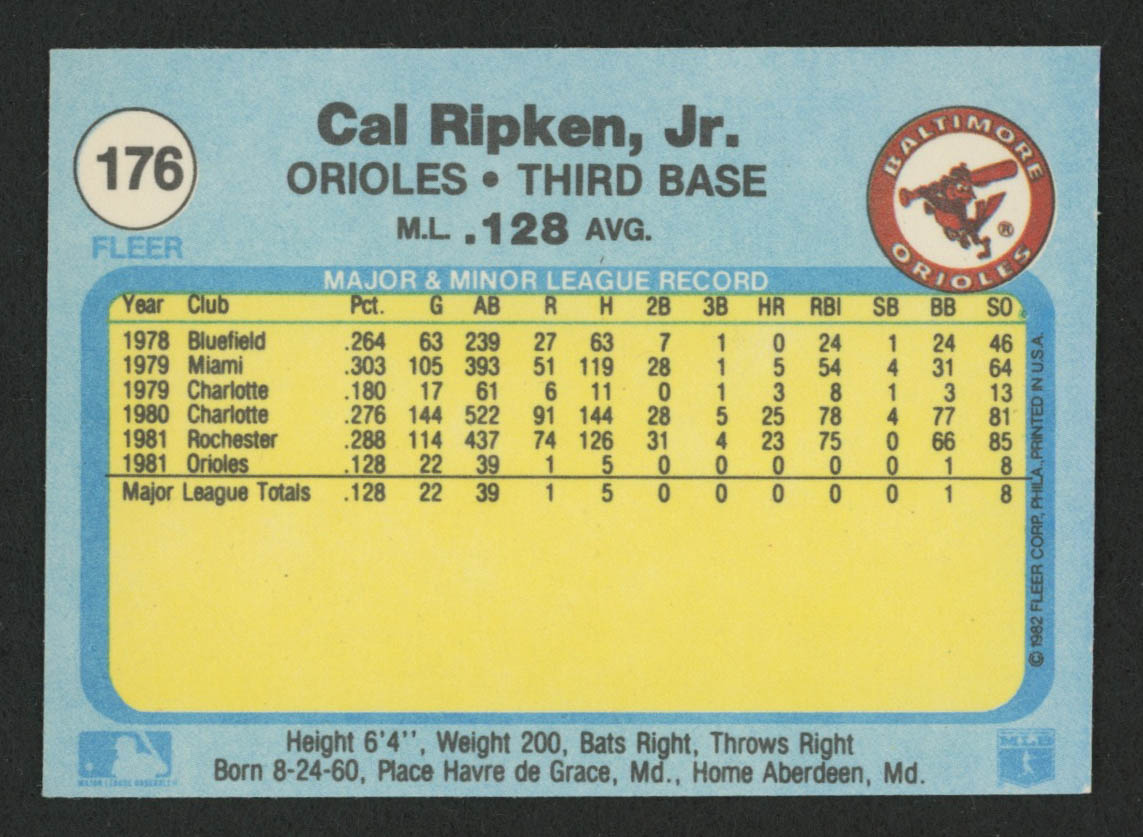 Cal Ripken, Jr.
176
ORIOLES • THIRD BASE
M.L. .128 AVG.
FLEER
BALTIMORE
ORIOLES
®
MAJOR & MINOR LEAGUE RECORD
Year Club Pct. G AB R H 2B 3B HR RBI SB BB SO
1978 Bluefield .264 63 239 27 63 7 1 0 24 1 24 46
1979 Miami .303 105 393 51 119 28 1 5 54 4 31 64
1979 Charlotte .180 17 61 6 11 0 1 3 8 1 3 13
1980 Charlotte .276 144 522 91 144 28 5 25 78 4 77 81
1981 Rochester .288 114 437 74 126 31 4 23 75 0 66 85
1981 Orioles .128 22 39 1 5 0 0 0 0 0 1 8
Major League Totals .128 22 39 1 5 0 0 0 0 0 1 8
© 1982 FLEER CORP, PHILA., PRINTED IN U.S.A.
Height 6'4'', Weight 200, Bats Right, Throws Right
Born 8-24-60, Place Havre de Grace, Md., Home Aberdeen, Md.
MAJOR LEAGUE BASEBALL
MLB